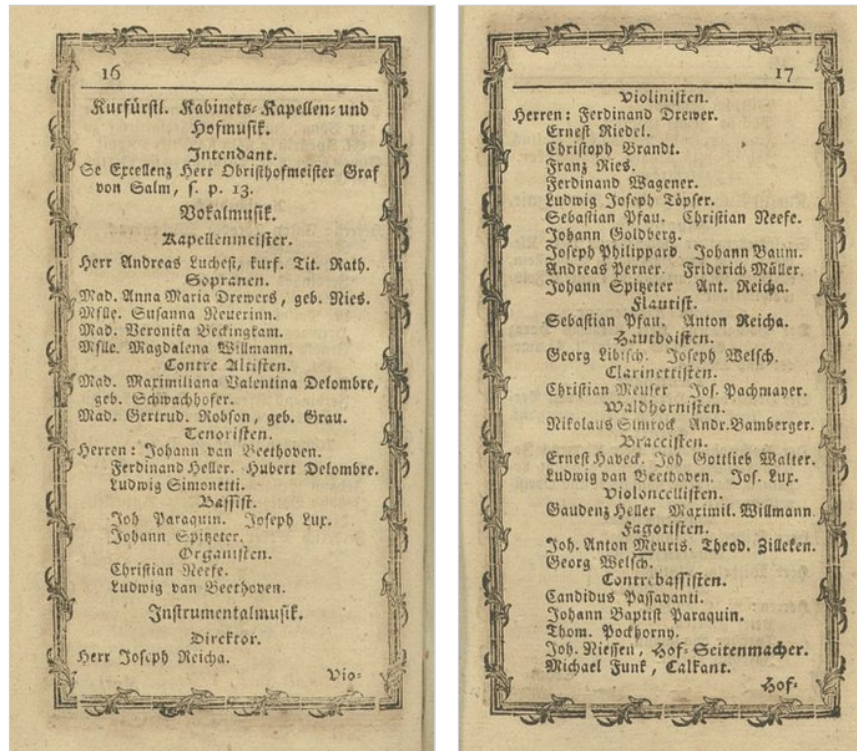 16
Kurfürstl. Kabinets-Kapellen- und
Hofmusik.
Intendant.
Se Excellenz Herr Obristhofmeister Graf
von Salm, s. p. 13.
Vokalmusik.
Kapellenmeister.
Herr Andreas Luchesi, kurf. Tit. Rath.
Sopranen.
Mad. Anna Maria Drewers, geb. Ries.
Mslle. Susanna Neuerinn.
Mad. Veronika Beckingkam.
Mslle. Magdalena Willmann.
Contre Altisten.
Mad. Maximiliana Valentina Delombre,
geb. Schwachhofer.
Mad. Gertrud. Robson, geb. Grau.
Tenoristen.
Herren: Johann van Beethoven.
Ferdinand Heller. Hubert Delombre.
Ludwig Simonetti.
Bassist.
Joh Paraquin. Joseph Lux.
Johann Spitzeter.
Organisten.
Christian Neefe.
Ludwig van Beethoven.
Instrumentalmusik.
Direktor.
Herr Joseph Reicha.
Vio-
17
Violinisten.
Herren: Ferdinand Drewer.
Ernest Riedel.
Christoph Brandt.
Franz Ries.
Ferdinand Wagener.
Ludwig Joseph Töpfer.
Sebastian Pfau. Christian Neefe.
Johann Goldberg.
Joseph Philippard Johann Baum.
Andreas Perner. Friderich Müller.
Johann Spitzeter Ant. Reicha.
Flautist.
Sebastian Pfau. Anton Reicha.
Hautboisten.
Georg Libisch. Joseph Welsch.
Clarinettisten.
Christian Meuser Jos. Pachmayer.
Waldhornisten.
Nikolaus Simrock Andr. Bamberger.
Braccisten.
Ernest Haveck. Joh Gottlieb Walter.
Ludwig van Beethoven. Jos. Lux.
Violoncellisten.
Gaudenz Heller Maximil. Willmann
Fagotisten.
Joh. Anton Meuris. Theod. Zilleken.
Georg Welsch.
Contrebassisten.
Candidus Passavanti.
Johann Baptist Paraquin.
Thom. Pockhorny.
Joh. Niessen, Hof-Seitenmacher.
Michael Funk, Calkant.
Hof-